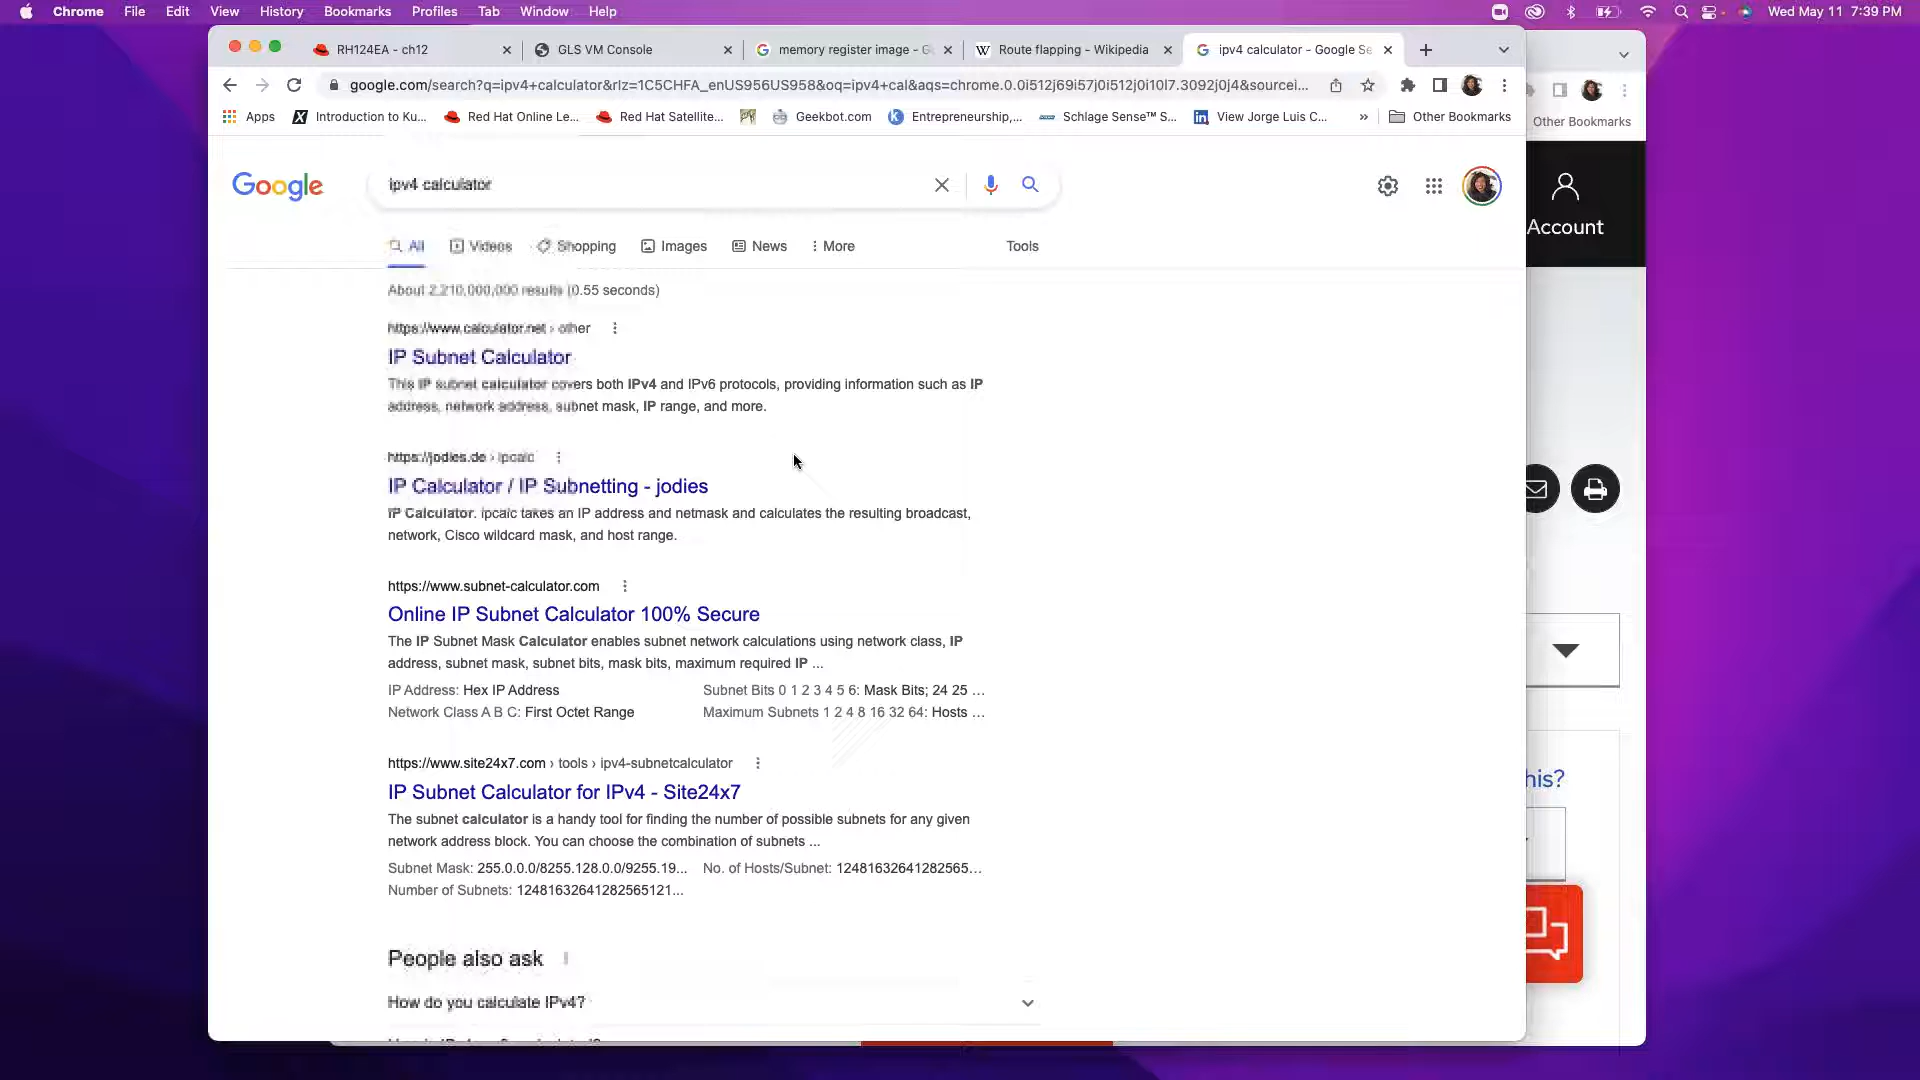 Chrome File Edit View History Bookmarks Profiles Tab Window Help Wed May 11 7:39 PM
RH124EA - ch12 GLS VM Console memory register image - G Route flapping - Wikipedia ipv4 calculator - Google Se
google.com/search?q=ipv4+calculator&rlz=1C5CHFA_enUS956US958&oq=ipv4+cal&aqs=chrome.0.0i512j69i57j0i512j0i10l7.3092j0j4&sourcei...
Apps Introduction to Ku... Red Hat Online Le... Red Hat Satellite... Geekbot.com Entrepreneurship,... Schlage Sense™ S... View Jorge Luis C... » Other Bookmarks
Other Bookmarks
Google ipv4 calculator
Account
All Videos Shopping Images News More Tools
About 2,210,000,000 results (0.55 seconds)
https://www.calculator.net › other
IP Subnet Calculator
This IP subnet calculator covers both IPv4 and IPv6 protocols, providing information such as IP
address, network address, subnet mask, IP range, and more.
https://jodies.de › ipcalc
IP Calculator / IP Subnetting - jodies
IP Calculator. ipcalc takes an IP address and netmask and calculates the resulting broadcast,
network, Cisco wildcard mask, and host range.
https://www.subnet-calculator.com
Online IP Subnet Calculator 100% Secure
The IP Subnet Mask Calculator enables subnet network calculations using network class, IP
address, subnet mask, subnet bits, mask bits, maximum required IP ...
IP Address: Hex IP Address Subnet Bits 0 1 2 3 4 5 6: Mask Bits; 24 25 ...
Network Class A B C: First Octet Range Maximum Subnets 1 2 4 8 16 32 64: Hosts ...
https://www.site24x7.com › tools › ipv4-subnetcalculator
IP Subnet Calculator for IPv4 - Site24x7
his?
The subnet calculator is a handy tool for finding the number of possible subnets for any given
network address block. You can choose the combination of subnets ...
Subnet Mask: 255.0.0.0/8255.128.0.0/9255.19... No. of Hosts/Subnet: 12481632641282565...
Number of Subnets: 12481632641282565121...
People also ask
How do you calculate IPv4?